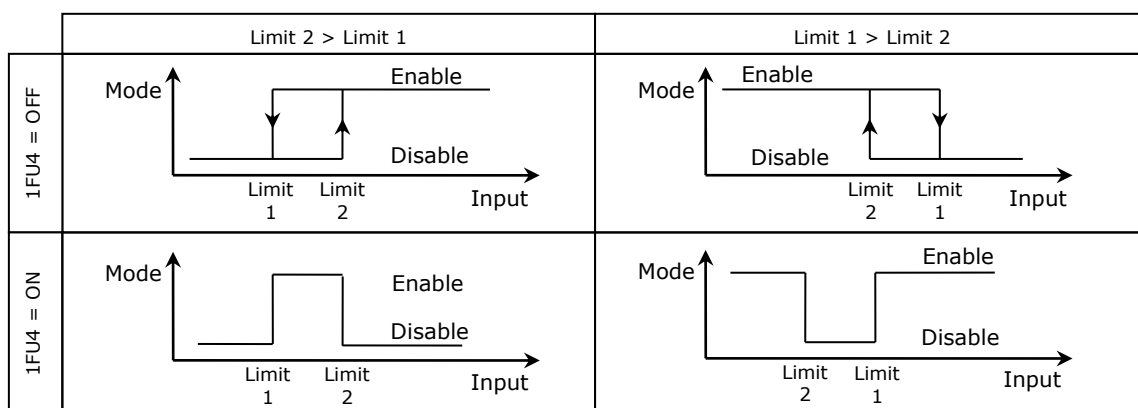 Limit 2 > Limit 1
Limit 1 > Limit 2
1FU4 = OFF
Mode
Enable
Disable
Limit
1
Limit
2
Input
Mode
Enable
Disable
Limit
2
Limit
1
Input
1FU4 = ON
Mode
Enable
Disable
Limit
1
Limit
2
Input
Mode
Enable
Disable
Limit
2
Limit
1
Input